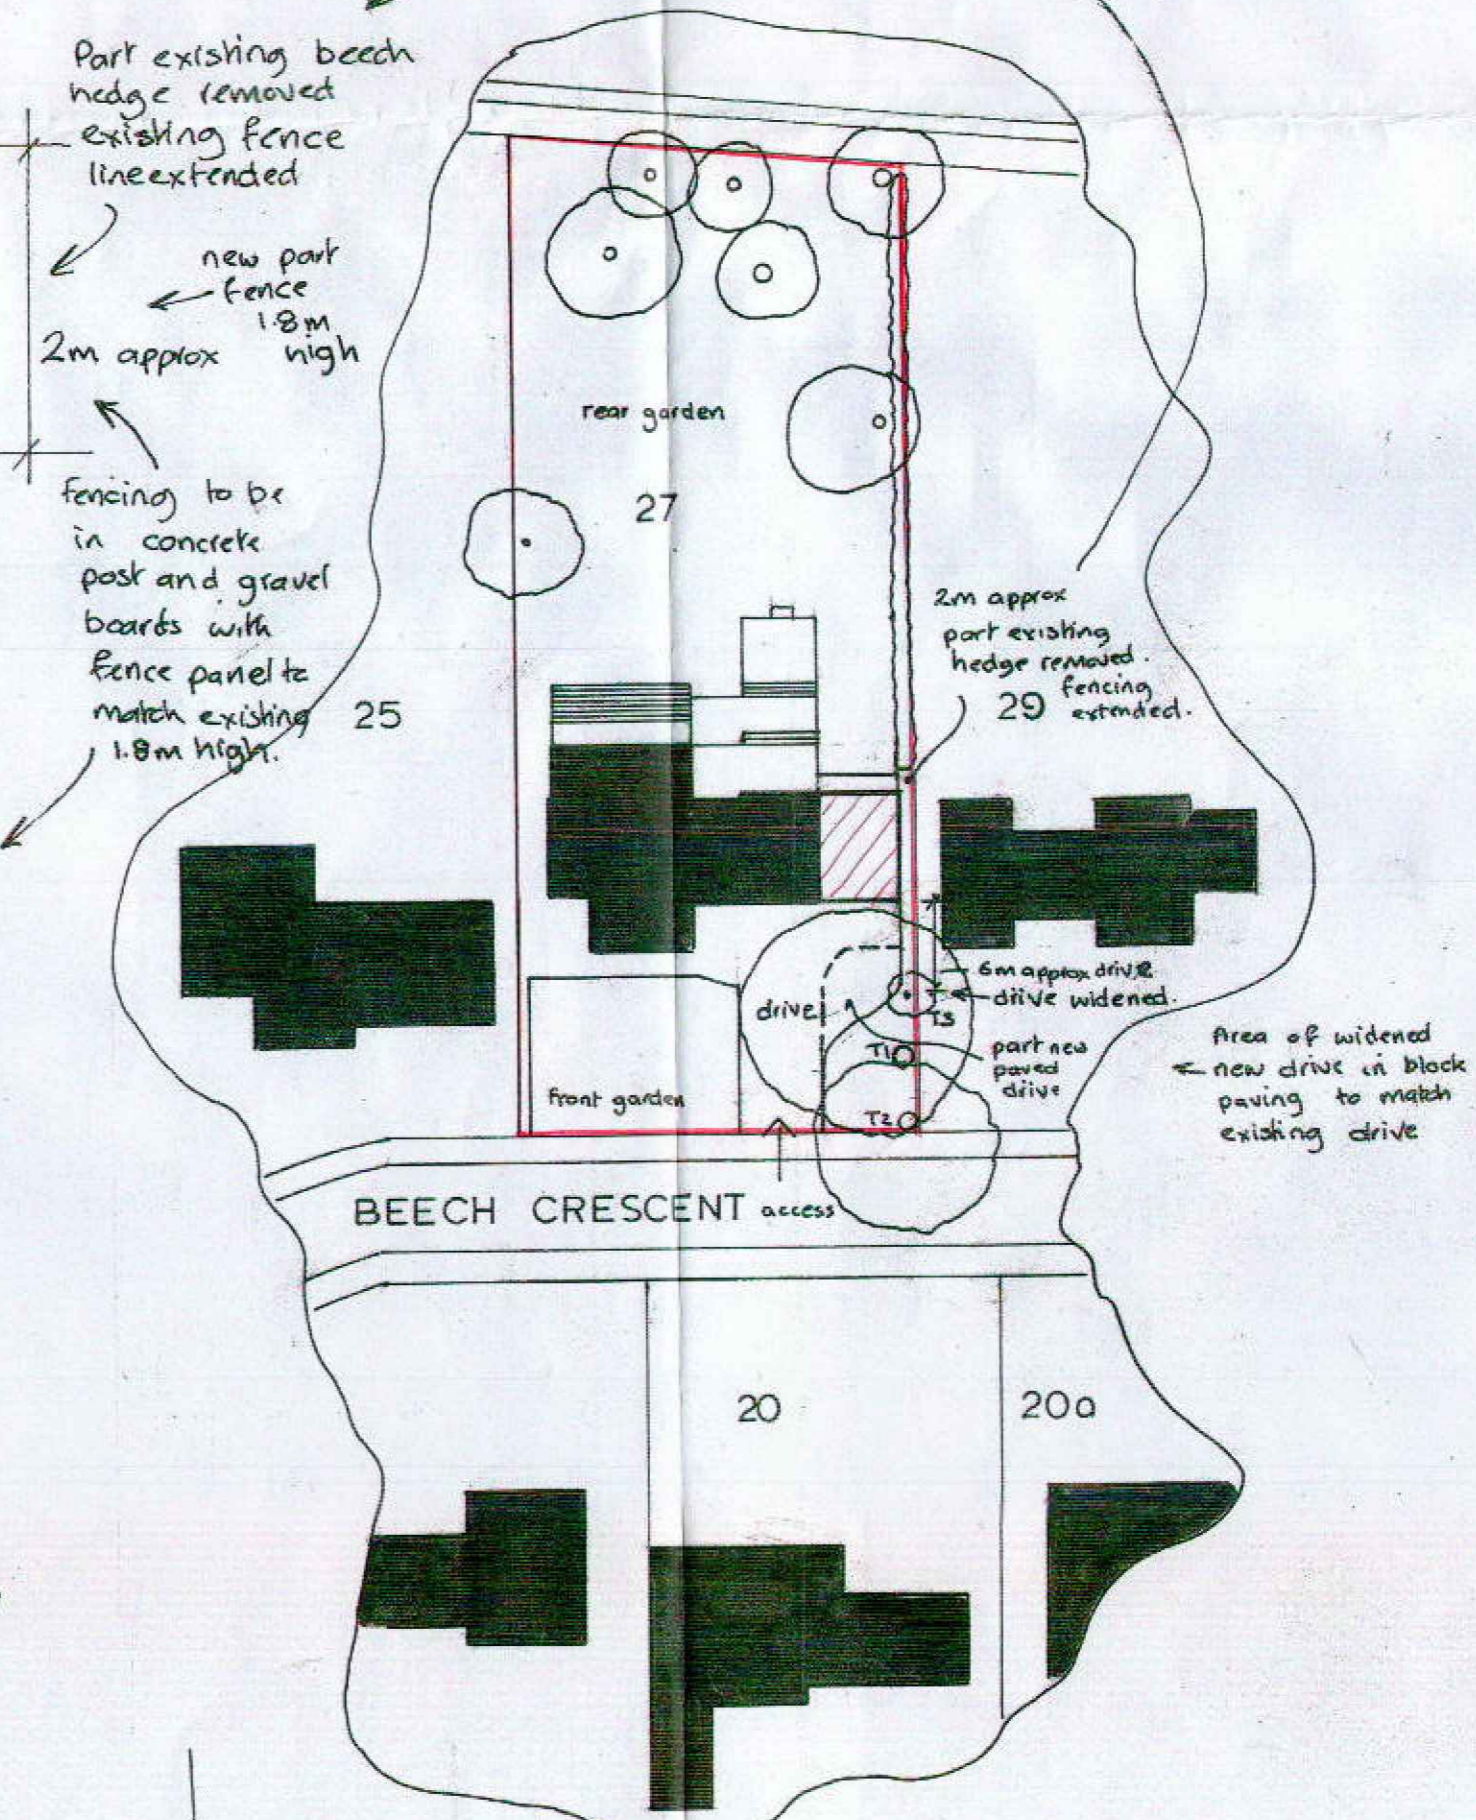 Part existing beech
hedge removed
existing fence
line extended
new part
fence
1.8m
high
2m approx
fencing to be
in concrete
post and gravel
boards with
fence panel to
match existing
1.8m high.
25
rear garden
27
2m approx
part existing
hedge removed.
29 fencing
extended.
6m approx drive
drive widened.
drive
T3
T1
part new
paved
drive
T2
front garden
Area of widened
new drive in block
paving to match
existing drive
BEECH CRESCENT access
20
20a